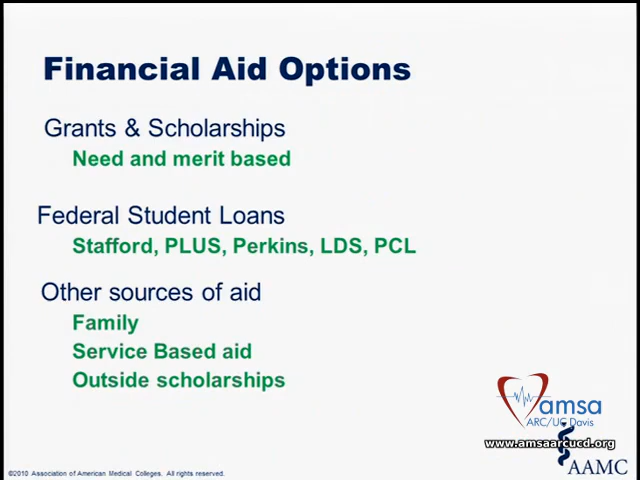 Financial Aid Options
Grants & Scholarships
Need and merit based
Federal Student Loans
Stafford, PLUS, Perkins, LDS, PCL
Other sources of aid
Family
Service Based aid
Outside scholarships
amsa
ARC/UC Davis
www.amsaarcucd.org
AAMC
©2010 Association of American Medical Colleges. All rights reserved.